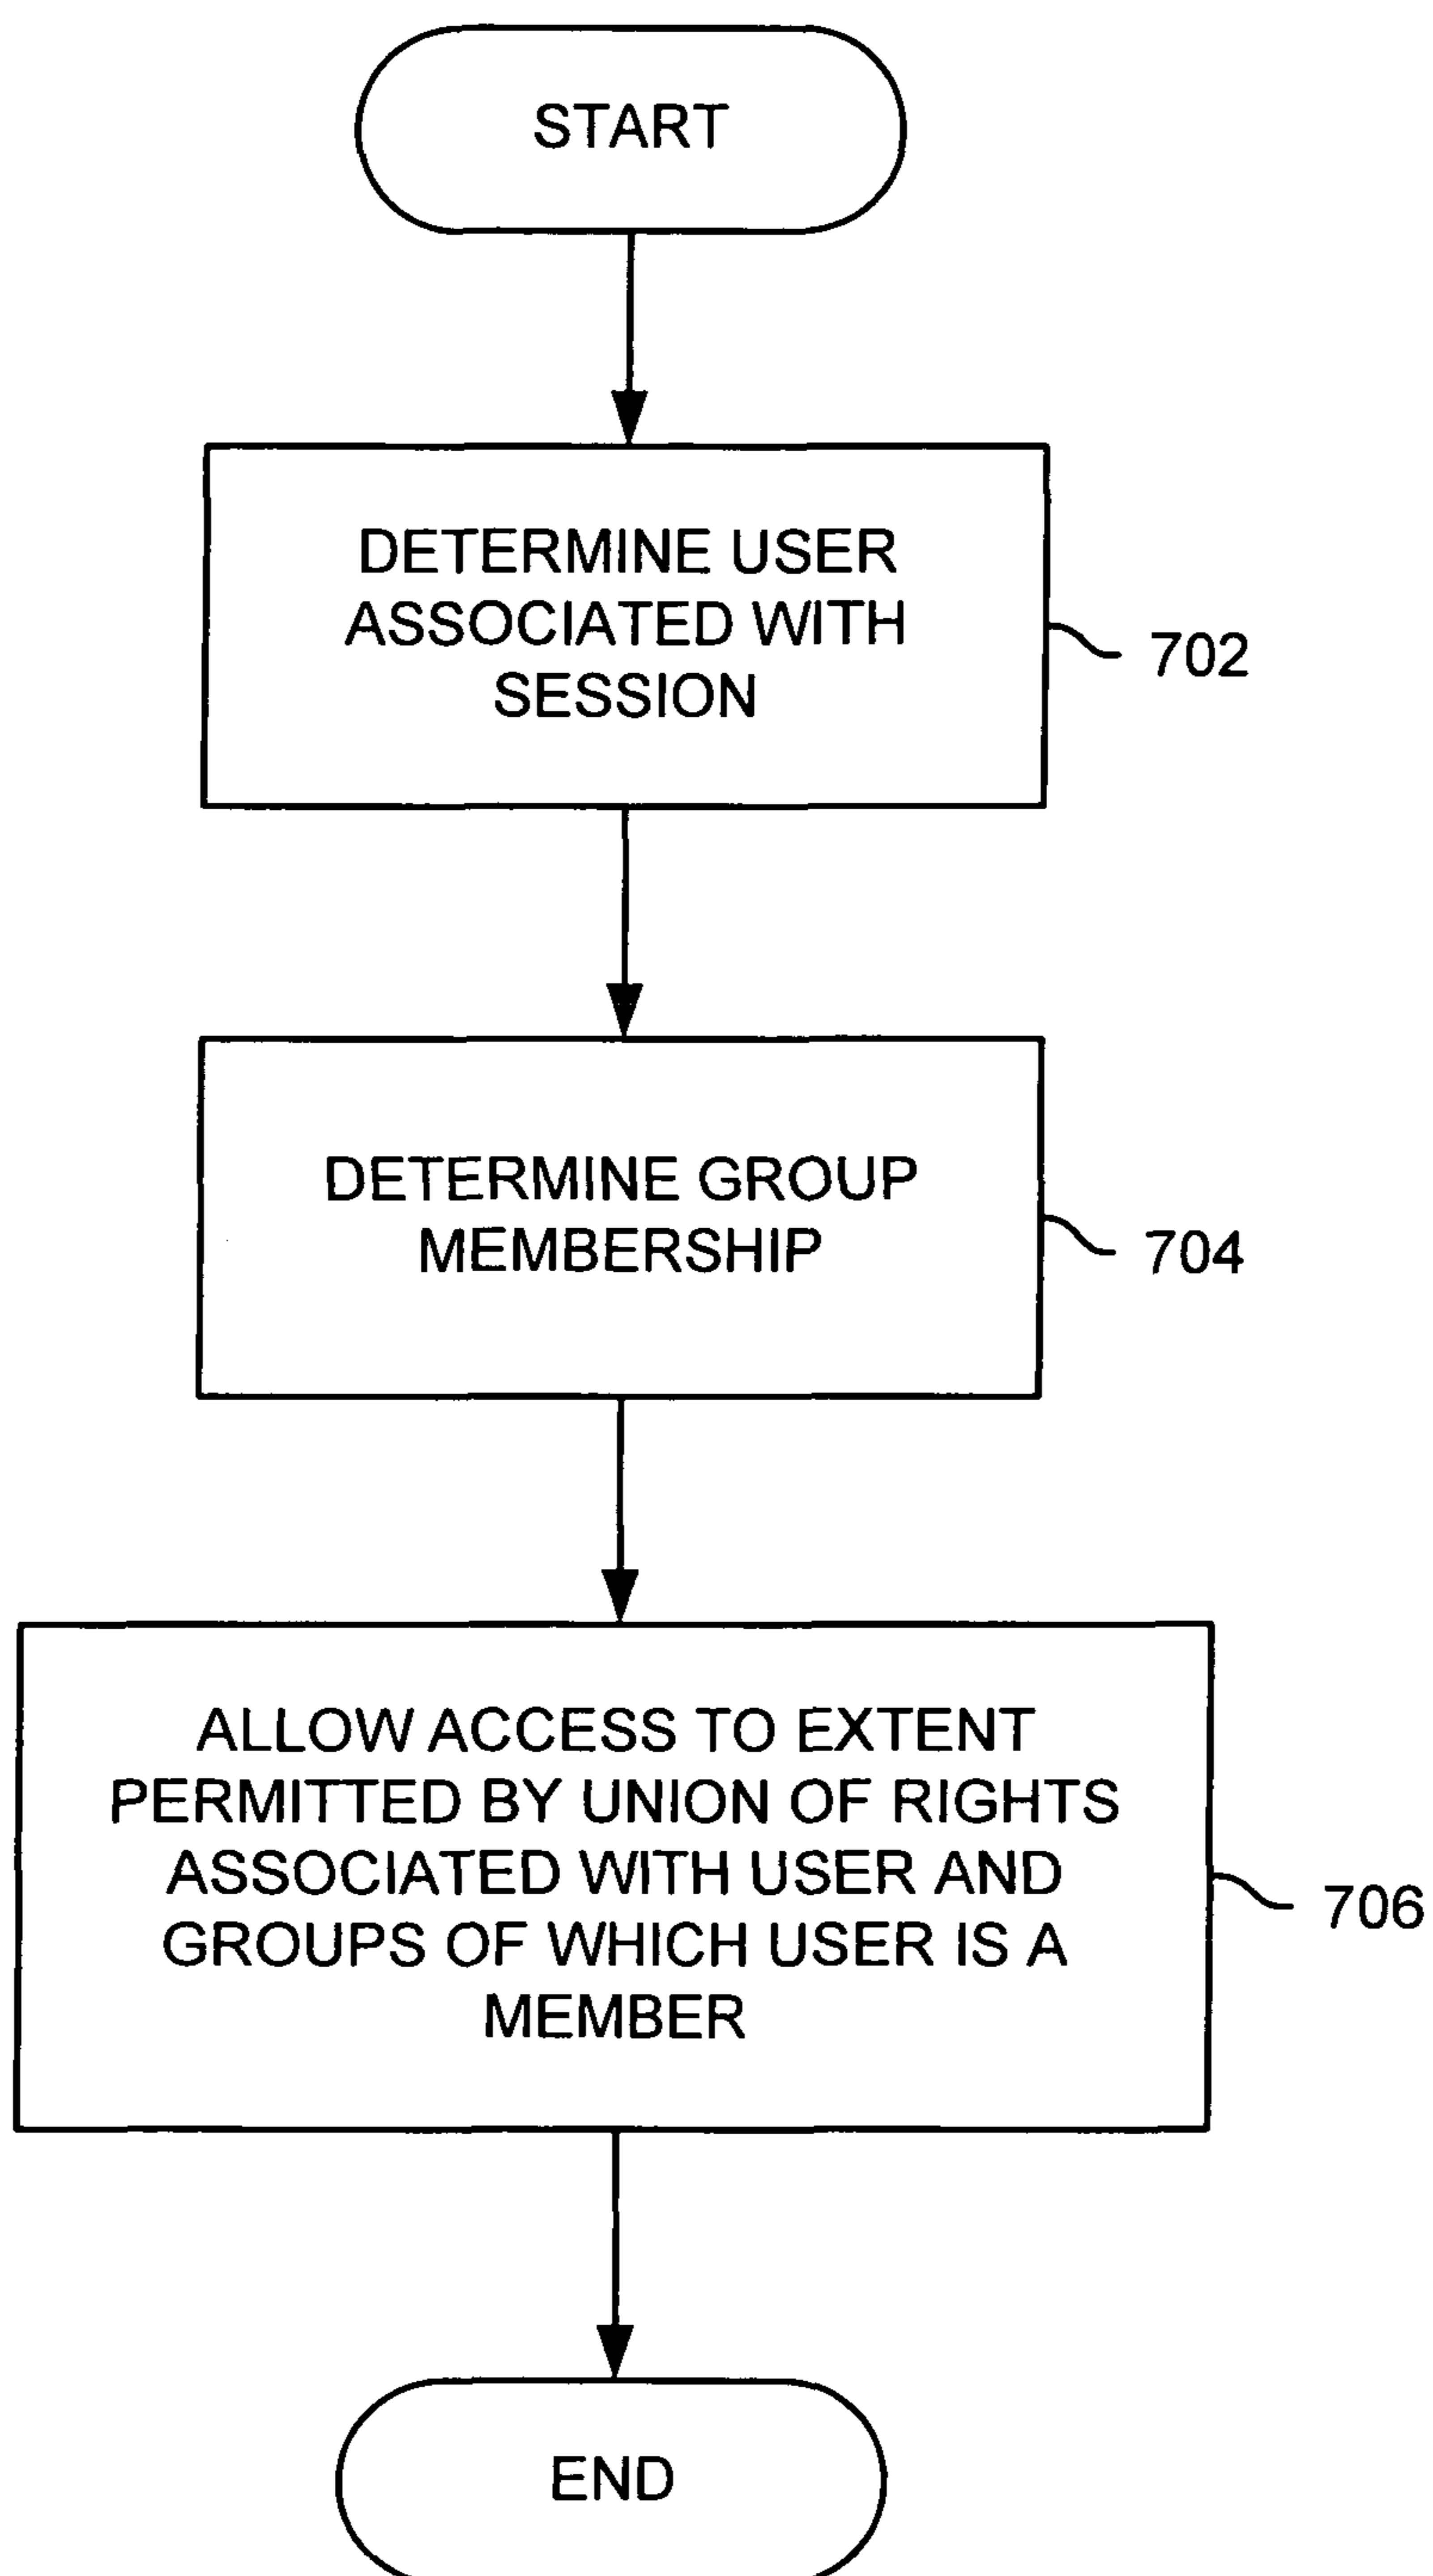 START
DETERMINE USER
ASSOCIATED WITH
SESSION
702
DETERMINE GROUP
MEMBERSHIP
704
ALLOW ACCESS TO EXTENT
PERMITTED BY UNION OF RIGHTS
ASSOCIATED WITH USER AND
GROUPS OF WHICH USER IS A
MEMBER
706
END